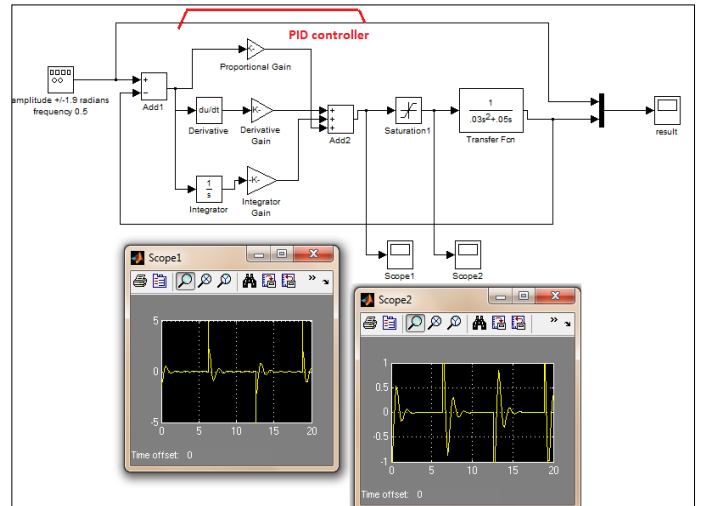 PID controller
K-
Proportional Gain
amplitude +/-1.9 radians
frequency 0.5
+
−
Add1
du/dt
Derivative
K-
Derivative
Gain
+
+
+
Add2
Saturation1
1
.03s2+.05s
Transfer Fcn
result
1
s
Integrator
-K-
Integrator
Gain
Scope1
Scope2
Scope1
5
0
-5
0 5 10 15 20
Time offset: 0
Scope2
1
0.5
0
-0.5
-1
0 5 10 15 20
Time offset: 0